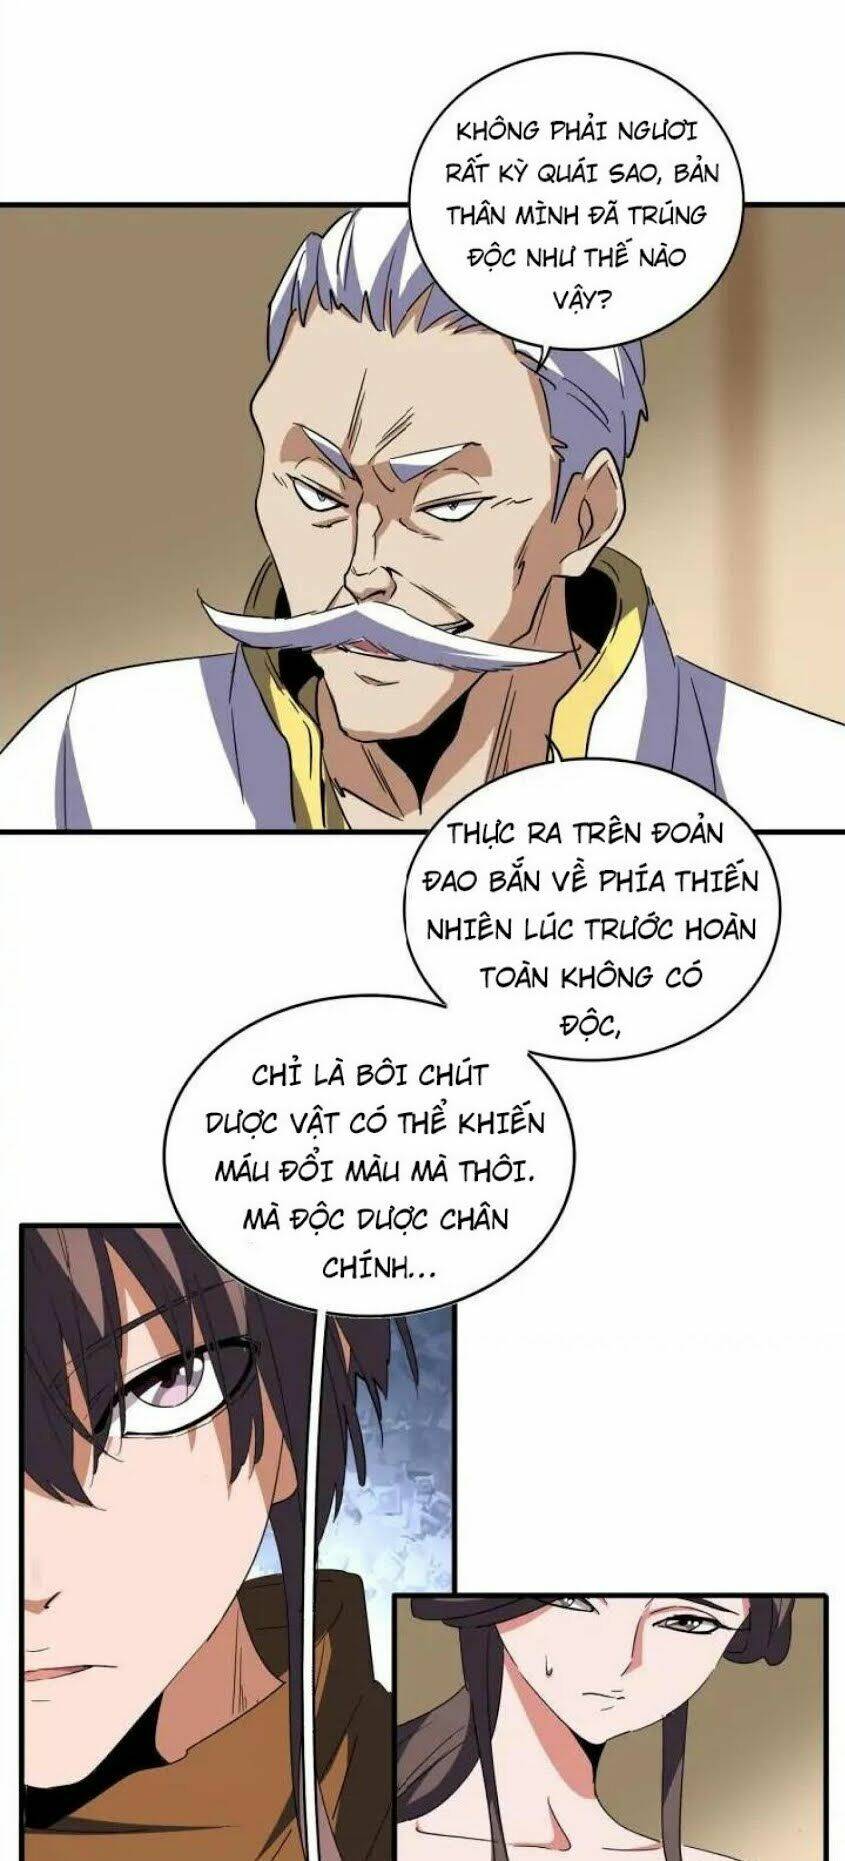 KHÔNG PHẢI NGƯƠI
RẤT KỲ QUÁI SAO, BẢN
THÂN MÌNH ĐÃ TRÚNG
ĐỘC NHƯ THẾ NÀO
VẬY?
THỰC RA TRÊN ĐOẢN
ĐAO BẮN VỀ PHÍA THIẾN
NHIÊN LÚC TRƯỚC HOÀN
TOÀN KHÔNG CÓ
ĐỘC,
CHỈ LÀ BÔI CHÚT
DƯỢC VẬT CÓ THỂ KHIẾN
MÁU ĐỔI MÀU MÀ THÔI.
MÀ ĐỘC DƯỢC CHÂN
CHÍNH...